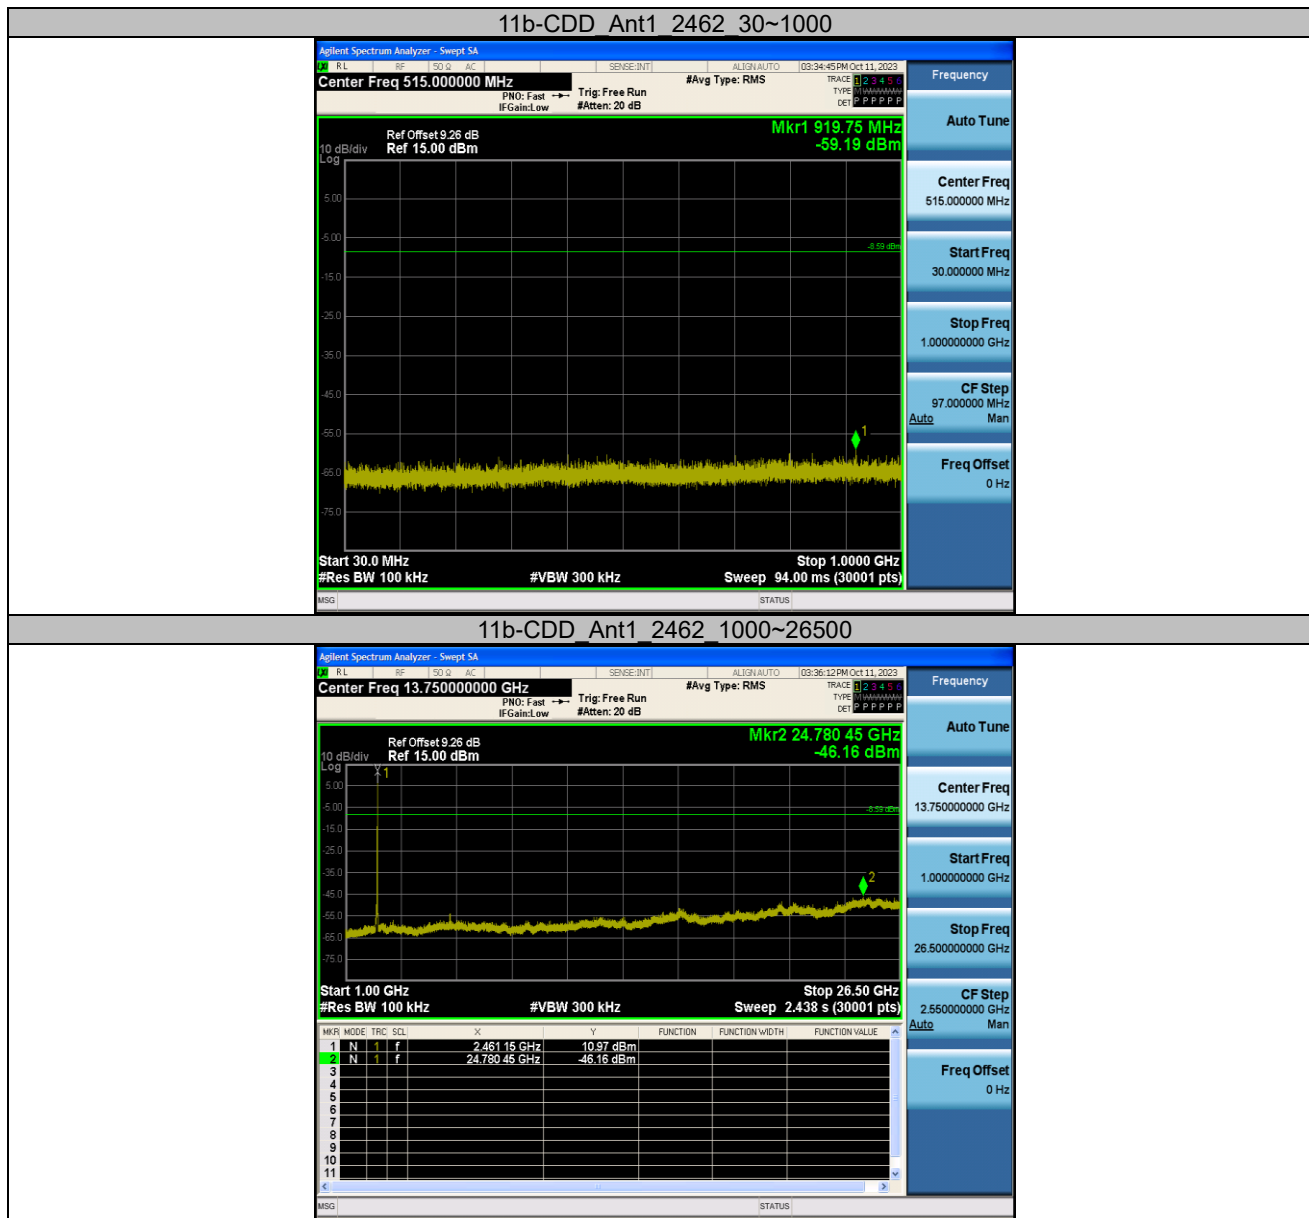 11b-CDD_Ant1_2462_30~1000
Agilent Spectrum Analyzer - Swept SA
RL RF 50 Ω AC SENSE:INT ALIGN AUTO 03:34:45 PM Oct 11, 2023
Center Freq 515.000000 MHz #Avg Type: RMS TRACE 1 2 3 4 5 6
PNO: Fast Trig: Free Run TYPE M W W W W W
IFGain:Low #Atten: 20 dB DET P P P P P P
Frequency
Auto Tune
Mkr1 919.75 MHz
-59.19 dBm
Ref Offset 9.26 dB
10 dB/div Ref 15.00 dBm
Log
5.00
-5.00
-8.59 dBm
-15.0
-25.0
-35.0
-45.0
-55.0
1
-65.0
-75.0
Start 30.0 MHz Stop 1.0000 GHz
#Res BW 100 kHz #VBW 300 kHz Sweep 94.00 ms (30001 pts)
Center Freq
515.000000 MHz
Start Freq
30.000000 MHz
Stop Freq
1.000000000 GHz
CF Step
97.000000 MHz
Auto Man
Freq Offset
0 Hz
MSG STATUS
11b-CDD_Ant1_2462_1000~26500
Agilent Spectrum Analyzer - Swept SA
RL RF 50 Ω AC SENSE:INT ALIGN AUTO 03:36:12 PM Oct 11, 2023
Center Freq 13.750000000 GHz #Avg Type: RMS TRACE 1 2 3 4 5 6
PNO: Fast Trig: Free Run TYPE M W W W W W
IFGain:Low #Atten: 20 dB DET P P P P P P
Frequency
Auto Tune
Mkr2 24.780 45 GHz
-46.16 dBm
Ref Offset 9.26 dB
10 dB/div Ref 15.00 dBm
Log
1
5.00
-5.00
-8.59 dBm
-15.0
-25.0
-35.0
2
-45.0
-55.0
-65.0
-75.0
Start 1.00 GHz Stop 26.50 GHz
#Res BW 100 kHz #VBW 300 kHz Sweep 2.438 s (30001 pts)
MKR MODE TRC SCL X Y FUNCTION FUNCTION WIDTH FUNCTION VALUE
1 N 1 f 2.461 15 GHz 10.97 dBm
2 N 1 f 24.780 45 GHz -46.16 dBm
3
4
5
6
7
8
9
10
11
Center Freq
13.750000000 GHz
Start Freq
1.000000000 GHz
Stop Freq
26.500000000 GHz
CF Step
2.550000000 GHz
Auto Man
Freq Offset
0 Hz
MSG STATUS